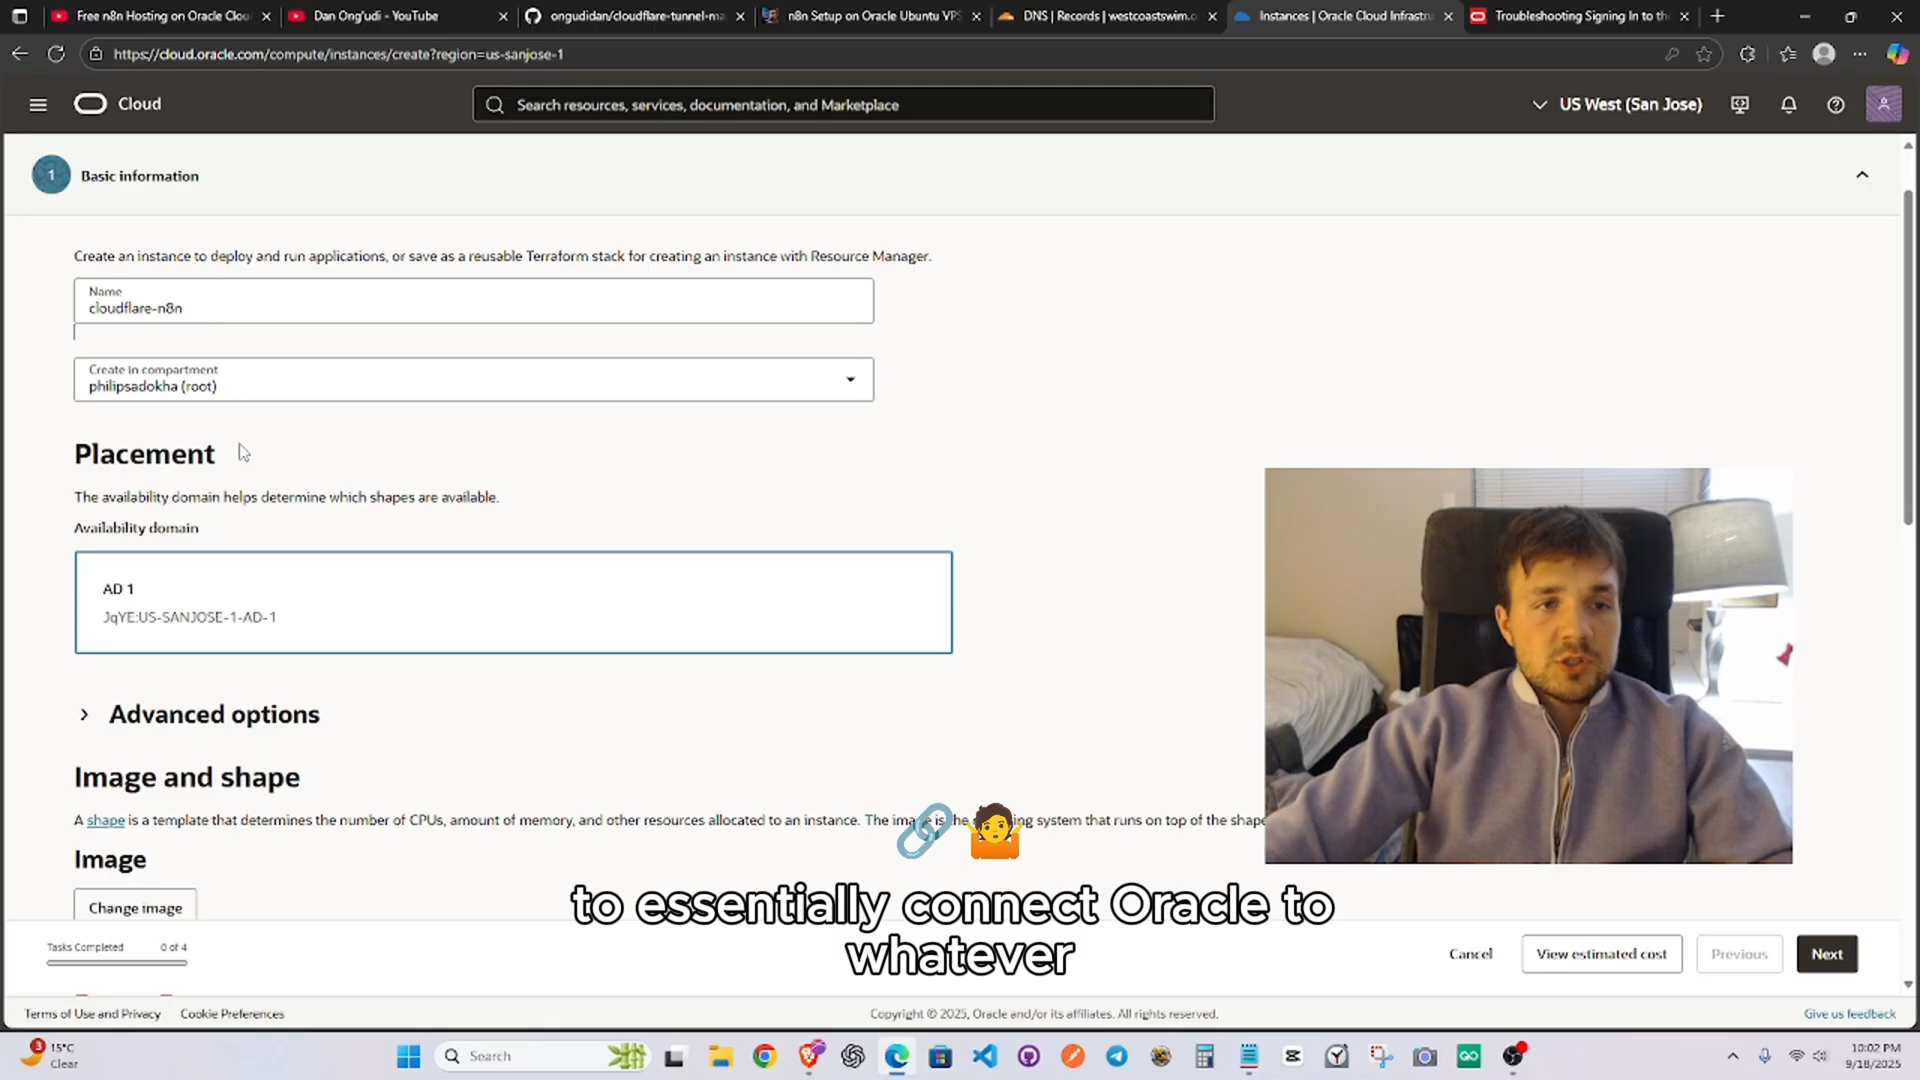 Free n8n Hosting on Oracle Clou
Dan Ong'udi - YouTube
ongudidan/cloudflare-tunnel-ma
n8n Setup on Oracle Ubuntu VPS
DNS | Records | westcoastswim.o
Instances | Oracle Cloud Infrastru
Troubleshooting Signing In to the
https://cloud.oracle.com/compute/instances/create?region=us-sanjose-1
Cloud
Search resources, services, documentation, and Marketplace
US West (San Jose)
1
Basic information
Create an instance to deploy and run applications, or save as a reusable Terraform stack for creating an instance with Resource Manager.
Name
cloudflare-n8n
Create in compartment
philipsadokha (root)
Placement
The availability domain helps determine which shapes are available.
Availability domain
AD 1
JqYE:US-SANJOSE-1-AD-1
Advanced options
Image and shape
A shape is a template that determines the number of CPUs, amount of memory, and other resources allocated to an instance. The image is the system that runs on top of the shape
Image
Change image
to essentially connect Oracle to
whatever
Tasks Completed 0 of 4
Cancel
View estimated cost
Previous
Next
Terms of Use and Privacy
Cookie Preferences
Copyright © 2025, Oracle and/or its affiliates. All rights reserved.
Give us feedback
3
15°C
Clear
Search
10:02 PM
9/18/2025